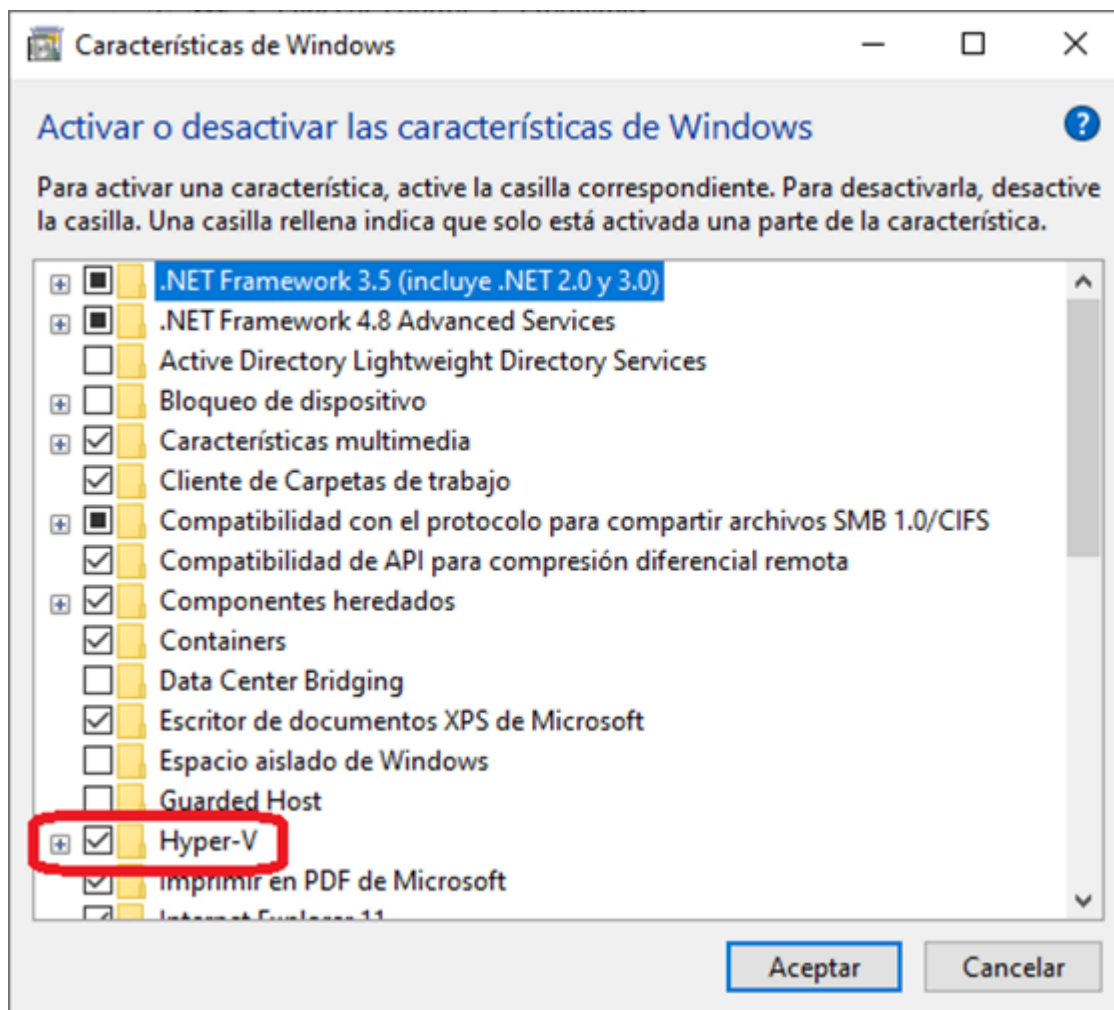 Características de Windows
Activar o desactivar las características de Windows
?
Para activar una característica, active la casilla correspondiente. Para desactivarla, desactive
la casilla. Una casilla rellena indica que solo está activada una parte de la característica.
.NET Framework 3.5 (incluye .NET 2.0 y 3.0)
.NET Framework 4.8 Advanced Services
Active Directory Lightweight Directory Services
Bloqueo de dispositivo
Características multimedia
Cliente de Carpetas de trabajo
Compatibilidad con el protocolo para compartir archivos SMB 1.0/CIFS
Compatibilidad de API para compresión diferencial remota
Componentes heredados
Containers
Data Center Bridging
Escritor de documentos XPS de Microsoft
Espacio aislado de Windows
Guarded Host
Hyper-V
Imprimir en PDF de Microsoft
Internet Explorer 11
Aceptar Cancelar